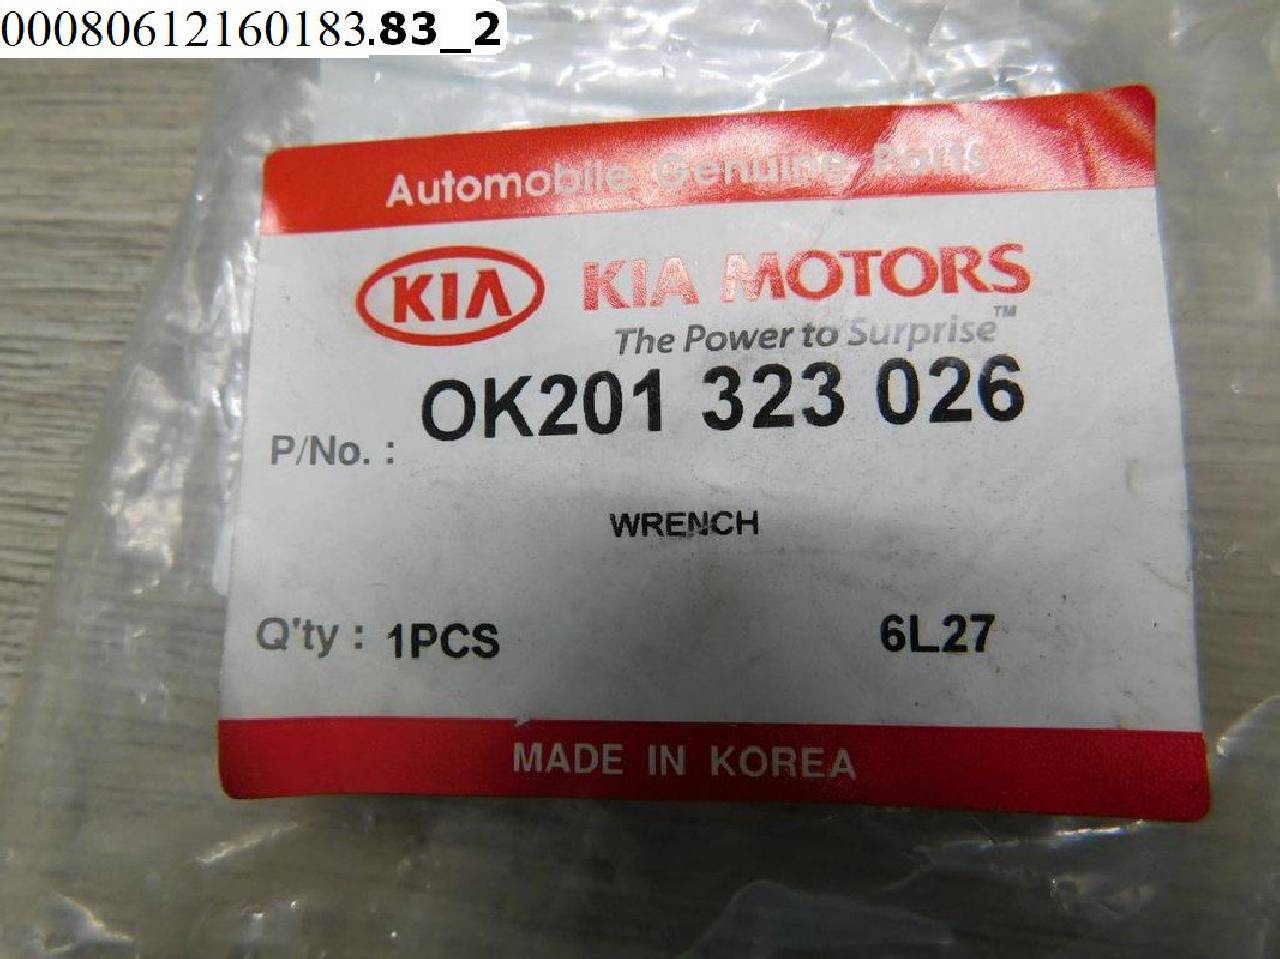 00080612160183.83_2
Automobile Genuine Parts
KIA KIA MOTORS
The Power to Surprise™
P/No. : OK201 323 026
WRENCH
Q'ty : 1PCS 6L27
MADE IN KOREA